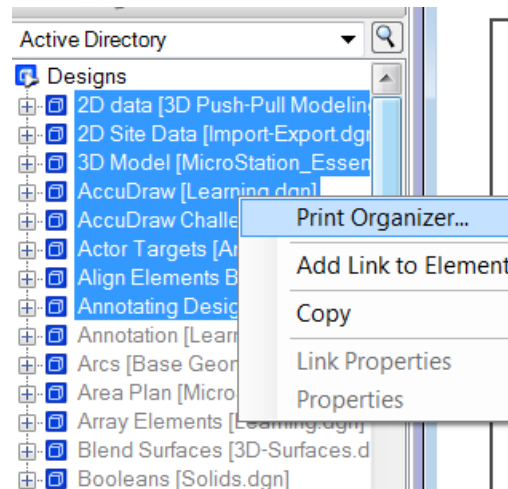 Active Directory
Designs
2D data [3D Push-Pull Modeling
2D Site Data [Import-Export.dgn
3D Model [MicroStation_Essen
AccuDraw [Learning.dgn]
AccuDraw Challe
Print Organizer...
Actor Targets [Ar
Align Elements B
Add Link to Element
Annotating Desig
Copy
Annotation [Learn
Arcs [Base Geor
Link Properties
Area Plan [Micro
Properties
Array Elements [Learning.dgn]
Blend Surfaces [3D-Surfaces.d
Booleans [Solids.dgn]